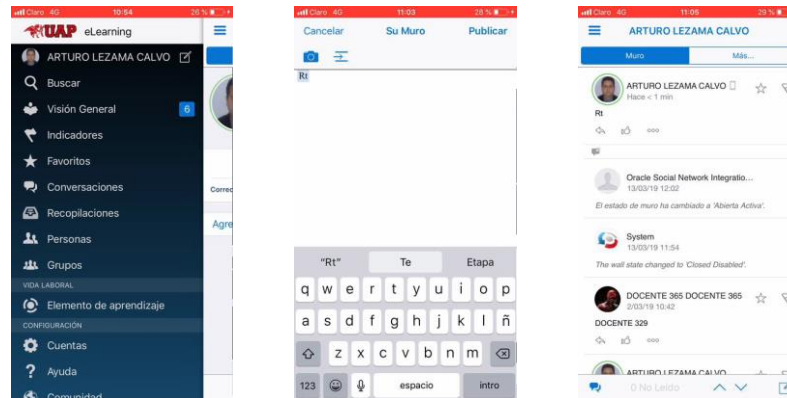 Claro 4G 10:54 26 %
UAP eLearning
ARTURO LEZAMA CALVO
Buscar
Visión General 6
Indicadores
Favoritos
Conversaciones
Recopilaciones
Personas
Grupos
VIDA LABORAL
Elemento de aprendizaje
CONFIGURACIÓN
Cuentas
Ayuda
Comunidad
Correc
Agre
Claro 4G 11:03 28 %
Cancelar Su Muro Publicar
Rt
"Rt" Te Etapa
q w e r t y u i o p
a s d f g h j k l ñ
z x c v b n m
123 espacio intro
Claro 4G 11:05 29 %
ARTURO LEZAMA CALVO
Muro Más...
ARTURO LEZAMA CALVO
Hace < 1 min
Rt
Oracle Social Network Integratio...
13/03/19 12:02
El estado de muro ha cambiado a 'Abierta Activa'.
System
13/03/19 11:54
The wall state changed to 'Closed Disabled'.
DOCENTE 365 DOCENTE 365
2/03/19 10:42
DOCENTE 329
ARTURO LEZAMA CALVO
0 No Leído